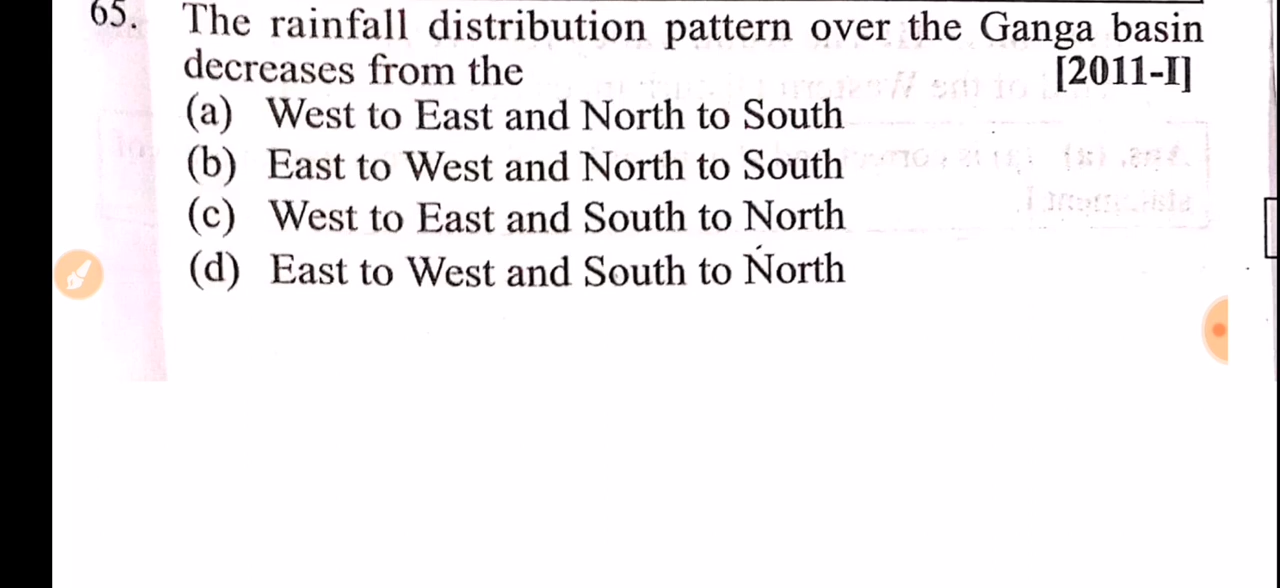 65. The rainfall distribution pattern over the Ganga basin
decreases from the [2011-I]
(a) West to East and North to South
(b) East to West and North to South
(c) West to East and South to North
(d) East to West and South to North